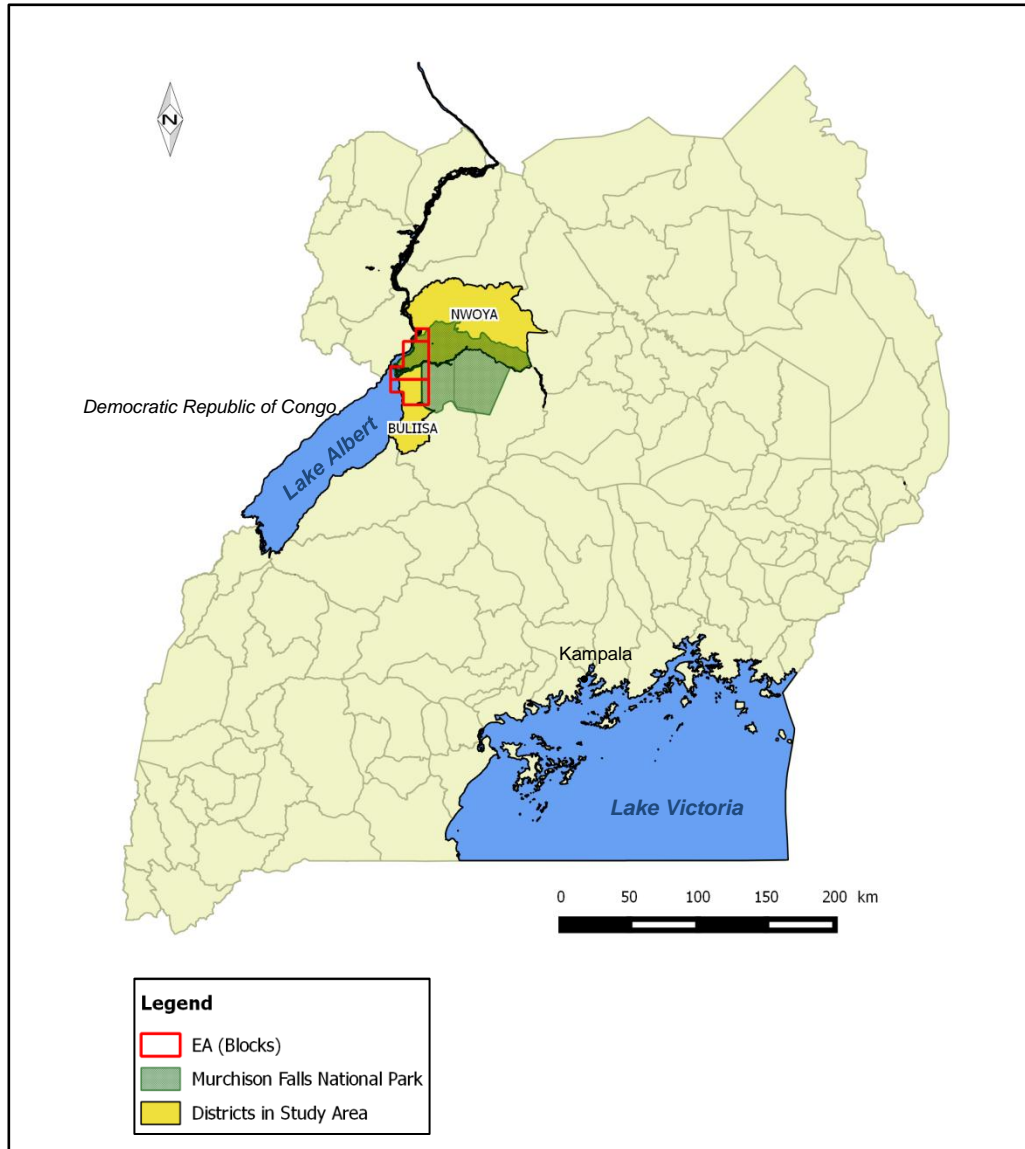 N
NWOYA
Democratic Republic of Congo
BULIISA
Lake Albert
Kampala
Lake Victoria
0 50 100 150 200 km
Legend
EA (Blocks)
Murchison Falls National Park
Districts in Study Area